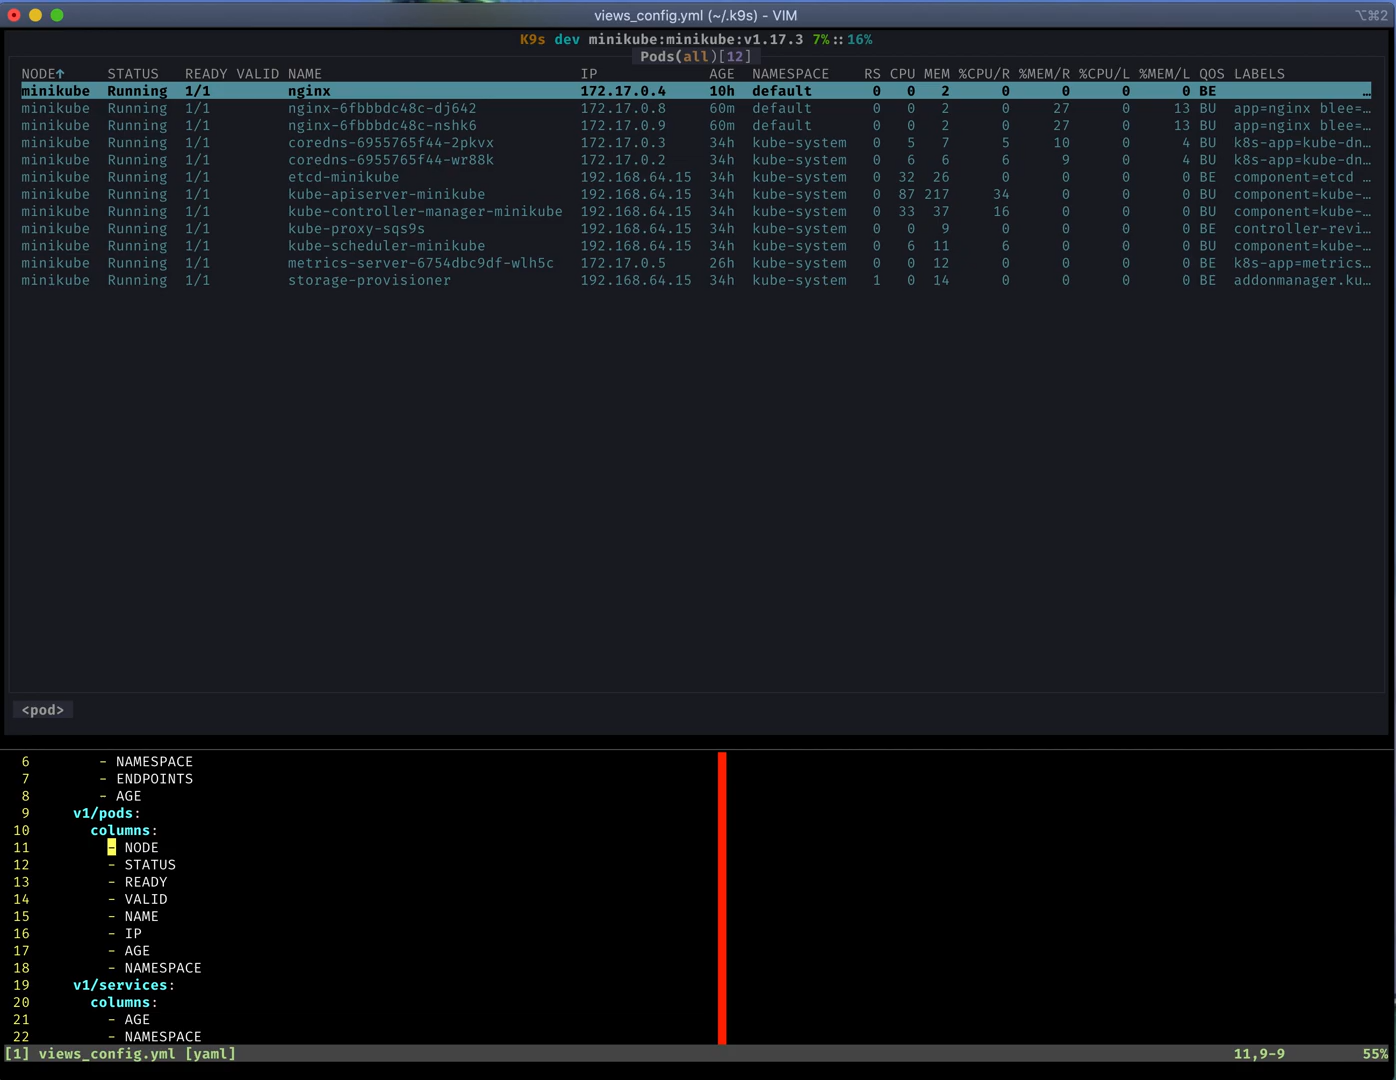 views_config.yml (~/.k9s) - VIM
⌥⌘2
K9s dev minikube:minikube:v1.17.3 7%::16%
Pods(all)[12]
NODE↑ STATUS READY VALID NAME IP AGE NAMESPACE RS CPU MEM %CPU/R %MEM/R %CPU/L %MEM/L QOS LABELS
minikube Running 1/1 nginx 172.17.0.4 10h default 0 0 2 0 0 0 0 BE …
minikube Running 1/1 nginx-6fbbbdc48c-dj642 172.17.0.8 60m default 0 0 2 0 27 0 13 BU app=nginx blee=…
minikube Running 1/1 nginx-6fbbbdc48c-nshk6 172.17.0.9 60m default 0 0 2 0 27 0 13 BU app=nginx blee=…
minikube Running 1/1 coredns-6955765f44-2pkvx 172.17.0.3 34h kube-system 0 5 7 5 10 0 4 BU k8s-app=kube-dn…
minikube Running 1/1 coredns-6955765f44-wr88k 172.17.0.2 34h kube-system 0 6 6 6 9 0 4 BU k8s-app=kube-dn…
minikube Running 1/1 etcd-minikube 192.168.64.15 34h kube-system 0 32 26 0 0 0 0 BE component=etcd …
minikube Running 1/1 kube-apiserver-minikube 192.168.64.15 34h kube-system 0 87 217 34 0 0 0 BU component=kube-…
minikube Running 1/1 kube-controller-manager-minikube 192.168.64.15 34h kube-system 0 33 37 16 0 0 0 BU component=kube-…
minikube Running 1/1 kube-proxy-sqs9s 192.168.64.15 34h kube-system 0 0 9 0 0 0 0 BE controller-revi…
minikube Running 1/1 kube-scheduler-minikube 192.168.64.15 34h kube-system 0 6 11 6 0 0 0 BU component=kube-…
minikube Running 1/1 metrics-server-6754dbc9df-wlh5c 172.17.0.5 26h kube-system 0 0 12 0 0 0 0 BE k8s-app=metrics…
minikube Running 1/1 storage-provisioner 192.168.64.15 34h kube-system 1 0 14 0 0 0 0 BE addonmanager.ku…
<pod>
6 - NAMESPACE
7 - ENDPOINTS
8 - AGE
9 v1/pods:
10 columns:
11 - NODE
12 - STATUS
13 - READY
14 - VALID
15 - NAME
16 - IP
17 - AGE
18 - NAMESPACE
19 v1/services:
20 columns:
21 - AGE
22 - NAMESPACE
[1] views_config.yml [yaml] 11,9-9 55%